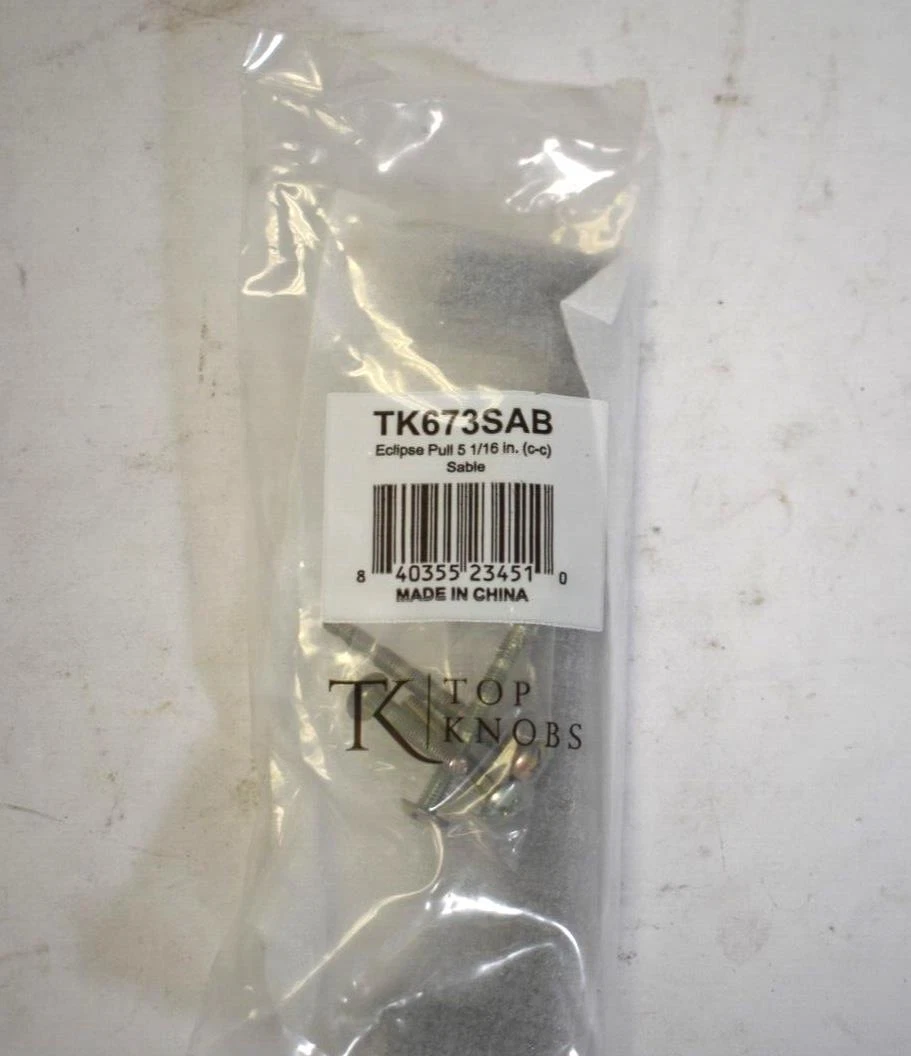 TK673SAB
Eclipse Pull 5 1/16 in. (c-c)
Sable
8 40355 23451 0
MADE IN CHINA
TK TOP
KNOBS